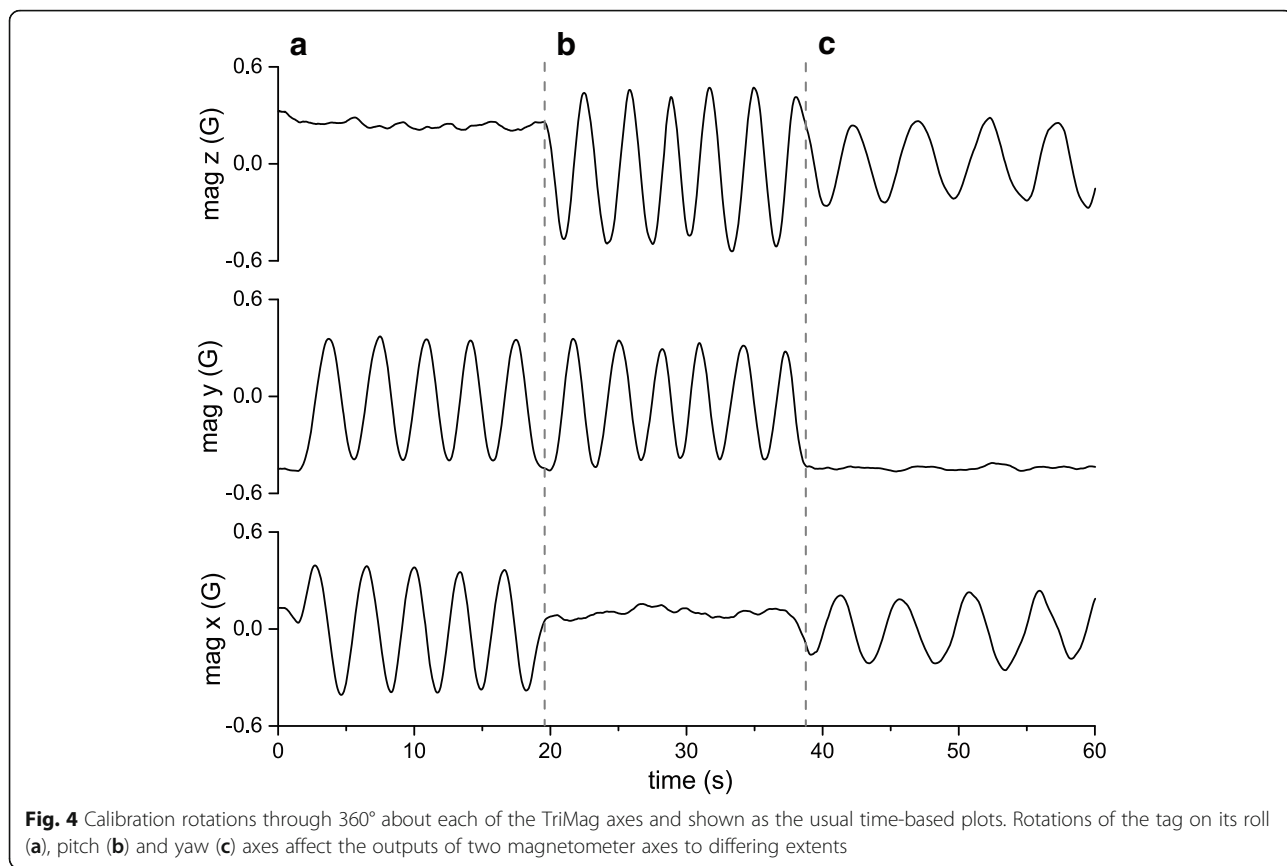 a b c
0.6
0.0
-0.6
mag z (G)
0.6
0.0
-0.6
mag y (G)
0.6
0.0
-0.6
mag x (G)
0 10 20 30 40 50 60
time (s)
Fig. 4 Calibration rotations through 360° about each of the TriMag axes and shown as the usual time-based plots. Rotations of the tag on its roll
(a), pitch (b) and yaw (c) axes affect the outputs of two magnetometer axes to differing extents